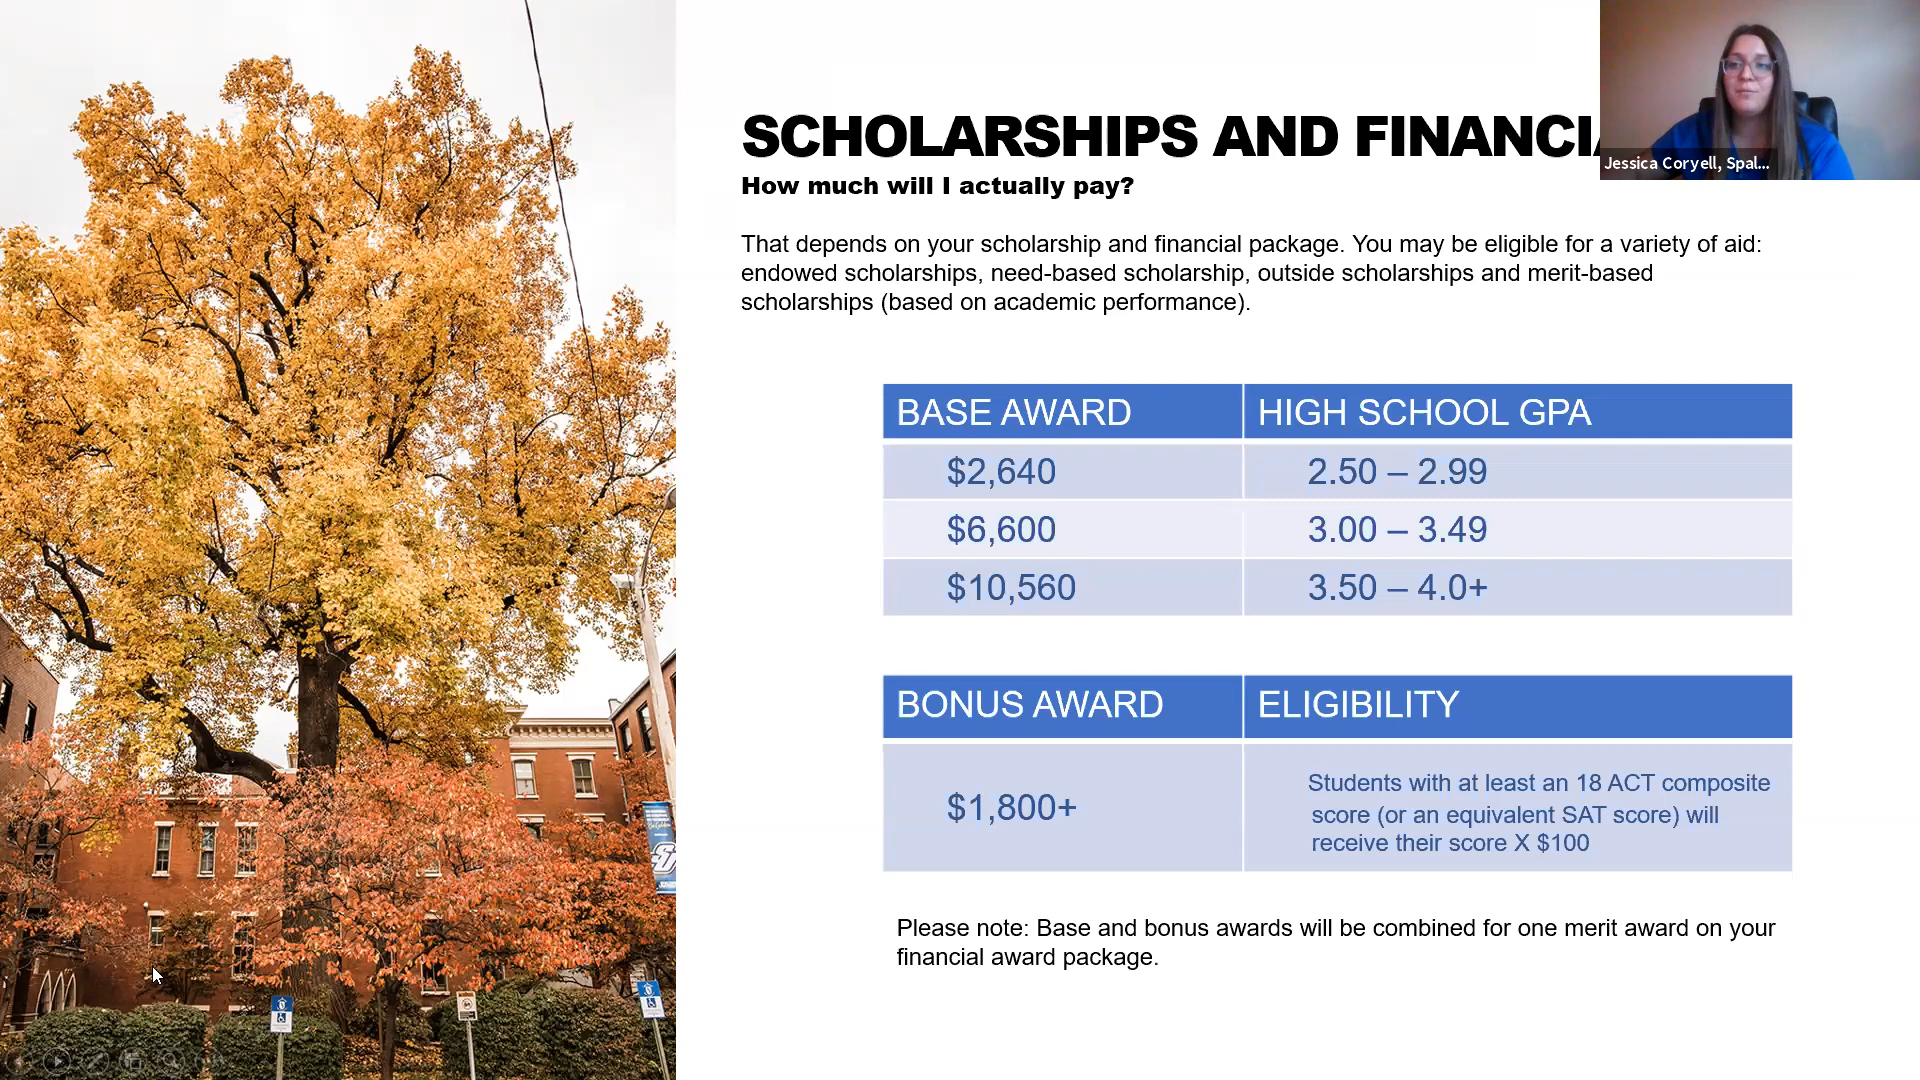 SCHOLARSHIPS AND FINANCI
Jessica Coryell, Spal...
How much will I actually pay?
That depends on your scholarship and financial package. You may be eligible for a variety of aid:
endowed scholarships, need-based scholarship, outside scholarships and merit-based
scholarships (based on academic performance).
BASE AWARD HIGH SCHOOL GPA
$2,640 2.50 – 2.99
$6,600 3.00 – 3.49
$10,560 3.50 – 4.0+
BONUS AWARD ELIGIBILITY
$1,800+ Students with at least an 18 ACT composite
score (or an equivalent SAT score) will
receive their score X $100
Please note: Base and bonus awards will be combined for one merit award on your
financial award package.